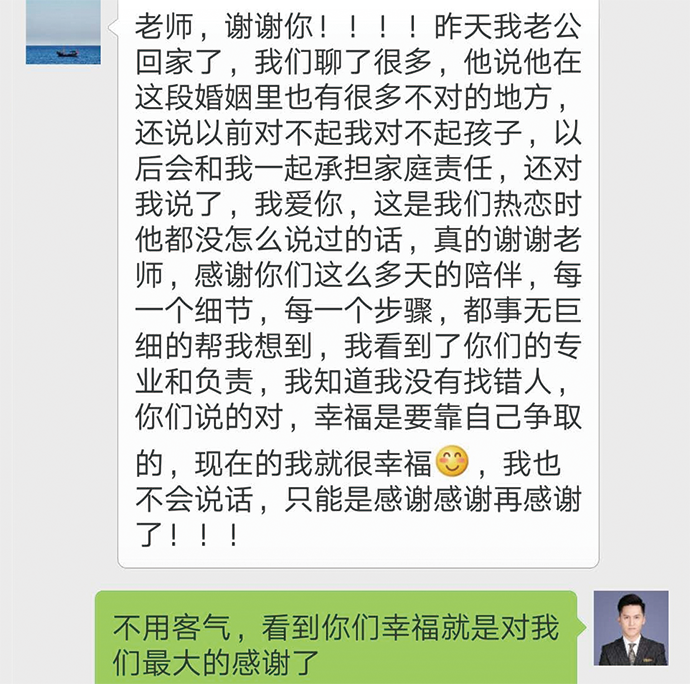 老师，谢谢你！！！！昨天我老公
回家了，我们聊了很多，他说他在
这段婚姻里也有很多不对的地方，
还说以前对不起我对不起孩子，以
后会和我一起承担家庭责任，还对
我说了，我爱你，这是我们热恋时
他都没怎么说过的话，真的谢谢老
师，感谢你们这么多天的陪伴，每
一个细节，每一个步骤，都事无巨
细的帮我想到，我看到了你们的专
业和负责，我知道我没有找错人，
你们说的对，幸福是要靠自己争取
的，现在的我就很幸福😊，我也
不会说话，只能是感谢感谢再感谢
了！！！
不用客气，看到你们幸福就是对我
们最大的感谢了